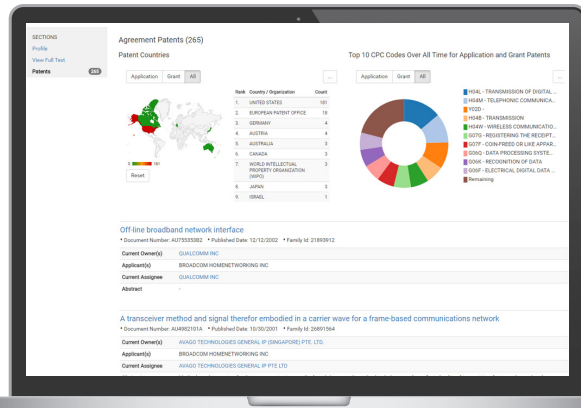 SECTIONS
Profile
View Full Text
Patents 265
Agreement Patents (265)
Patent Countries
Application Grant All ...
Rank Country / Organization Count
1. UNITED STATES 181
2. EUROPEAN PATENT OFFICE 18
3. GERMANY 4
4. AUSTRIA 4
5. AUSTRALIA 3
6. CANADA 3
7. WORLD INTELLECTUAL PROPERTY ORGANIZATION (WIPO) 3
8. JAPAN 3
9. ISRAEL 1
Reset
Top 10 CPC Codes Over All Time for Application and Grant Patents
Application Grant All ...
H04L - TRANSMISSION OF DIGITAL ...
H04M - TELEPHONIC COMMUNICA...
Y02D -
H04B - TRANSMISSION
H04W - WIRELESS COMMUNICATIO...
G07G - REGISTERING THE RECEIPT...
G07F - COIN-FREED OR LIKE APPAR...
G06Q - DATA PROCESSING SYSTE...
G06K - RECOGNITION OF DATA
G06F - ELECTRICAL DIGITAL DATA ...
Remaining
Off-line broadband network interface
• Document Number: AU755353B2 • Published Date: 12/12/2002 • Family Id: 21893912
Current Owner(s) QUALCOMM INC
Applicant(s) BROADCOM HOMENETWORKING INC
Current Assignee QUALCOMM INC
Abstract -
A transceiver method and signal therefor embodied in a carrier wave for a frame-based communications network
• Document Number: AU4982101A • Published Date: 10/30/2001 • Family Id: 26891564
Current Owner(s) AVAGO TECHNOLOGIES GENERAL IP (SINGAPORE) PTE. LTD.
Applicant(s) BROADCOM HOMENETWORKING INC
Current Assignee AVAGO TECHNOLOGIES GENERAL IP PTE LTD